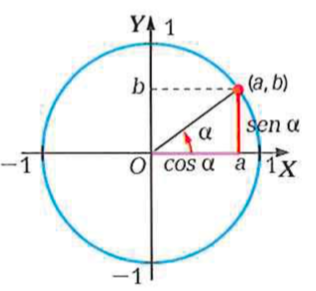 Y 1
b (a, b)
α sen α
−1 O cos α a 1 X
−1